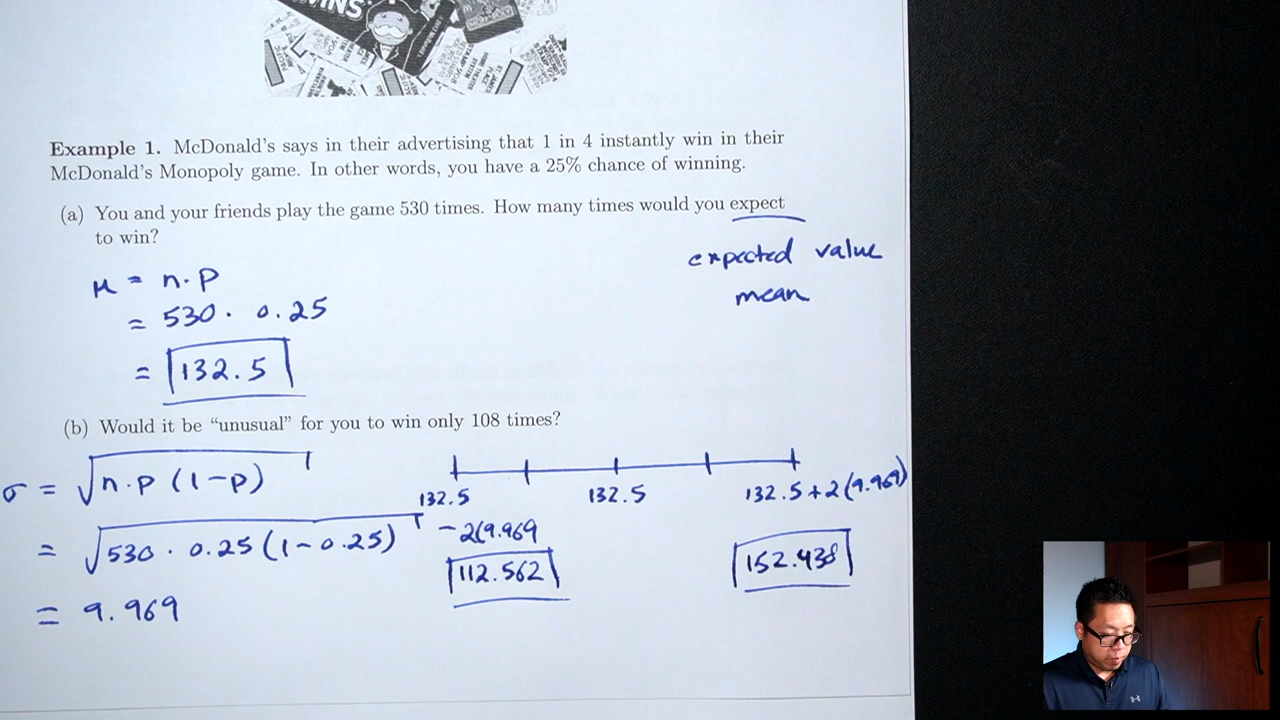 WINS
Example 1. McDonald's says in their advertising that 1 in 4 instantly win in their
McDonald's Monopoly game. In other words, you have a 25% chance of winning.
(a) You and your friends play the game 530 times. How many times would you expect
to win?
expected value
mean
μ = n·p
= 530 · 0.25
= 132.5
(b) Would it be "unusual" for you to win only 108 times?
σ = √n·p (1-p)
= √530 · 0.25 (1-0.25)
= 9.969
132.5 132.5 132.5+2(9.969)
-2(9.969
112.562 152.438